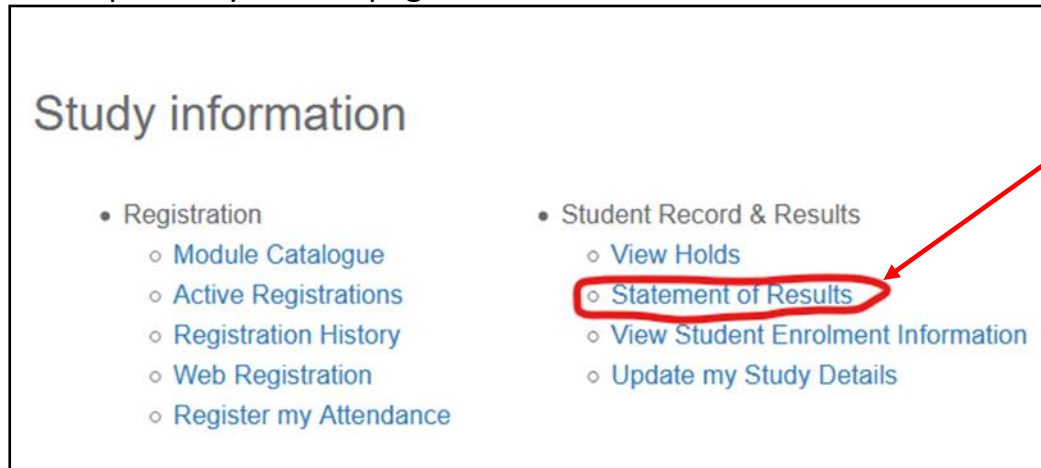 Study information
• Registration
○ Module Catalogue
○ Active Registrations
○ Registration History
○ Web Registration
○ Register my Attendance
• Student Record & Results
○ View Holds
○ Statement of Results
○ View Student Enrolment Information
○ Update my Study Details